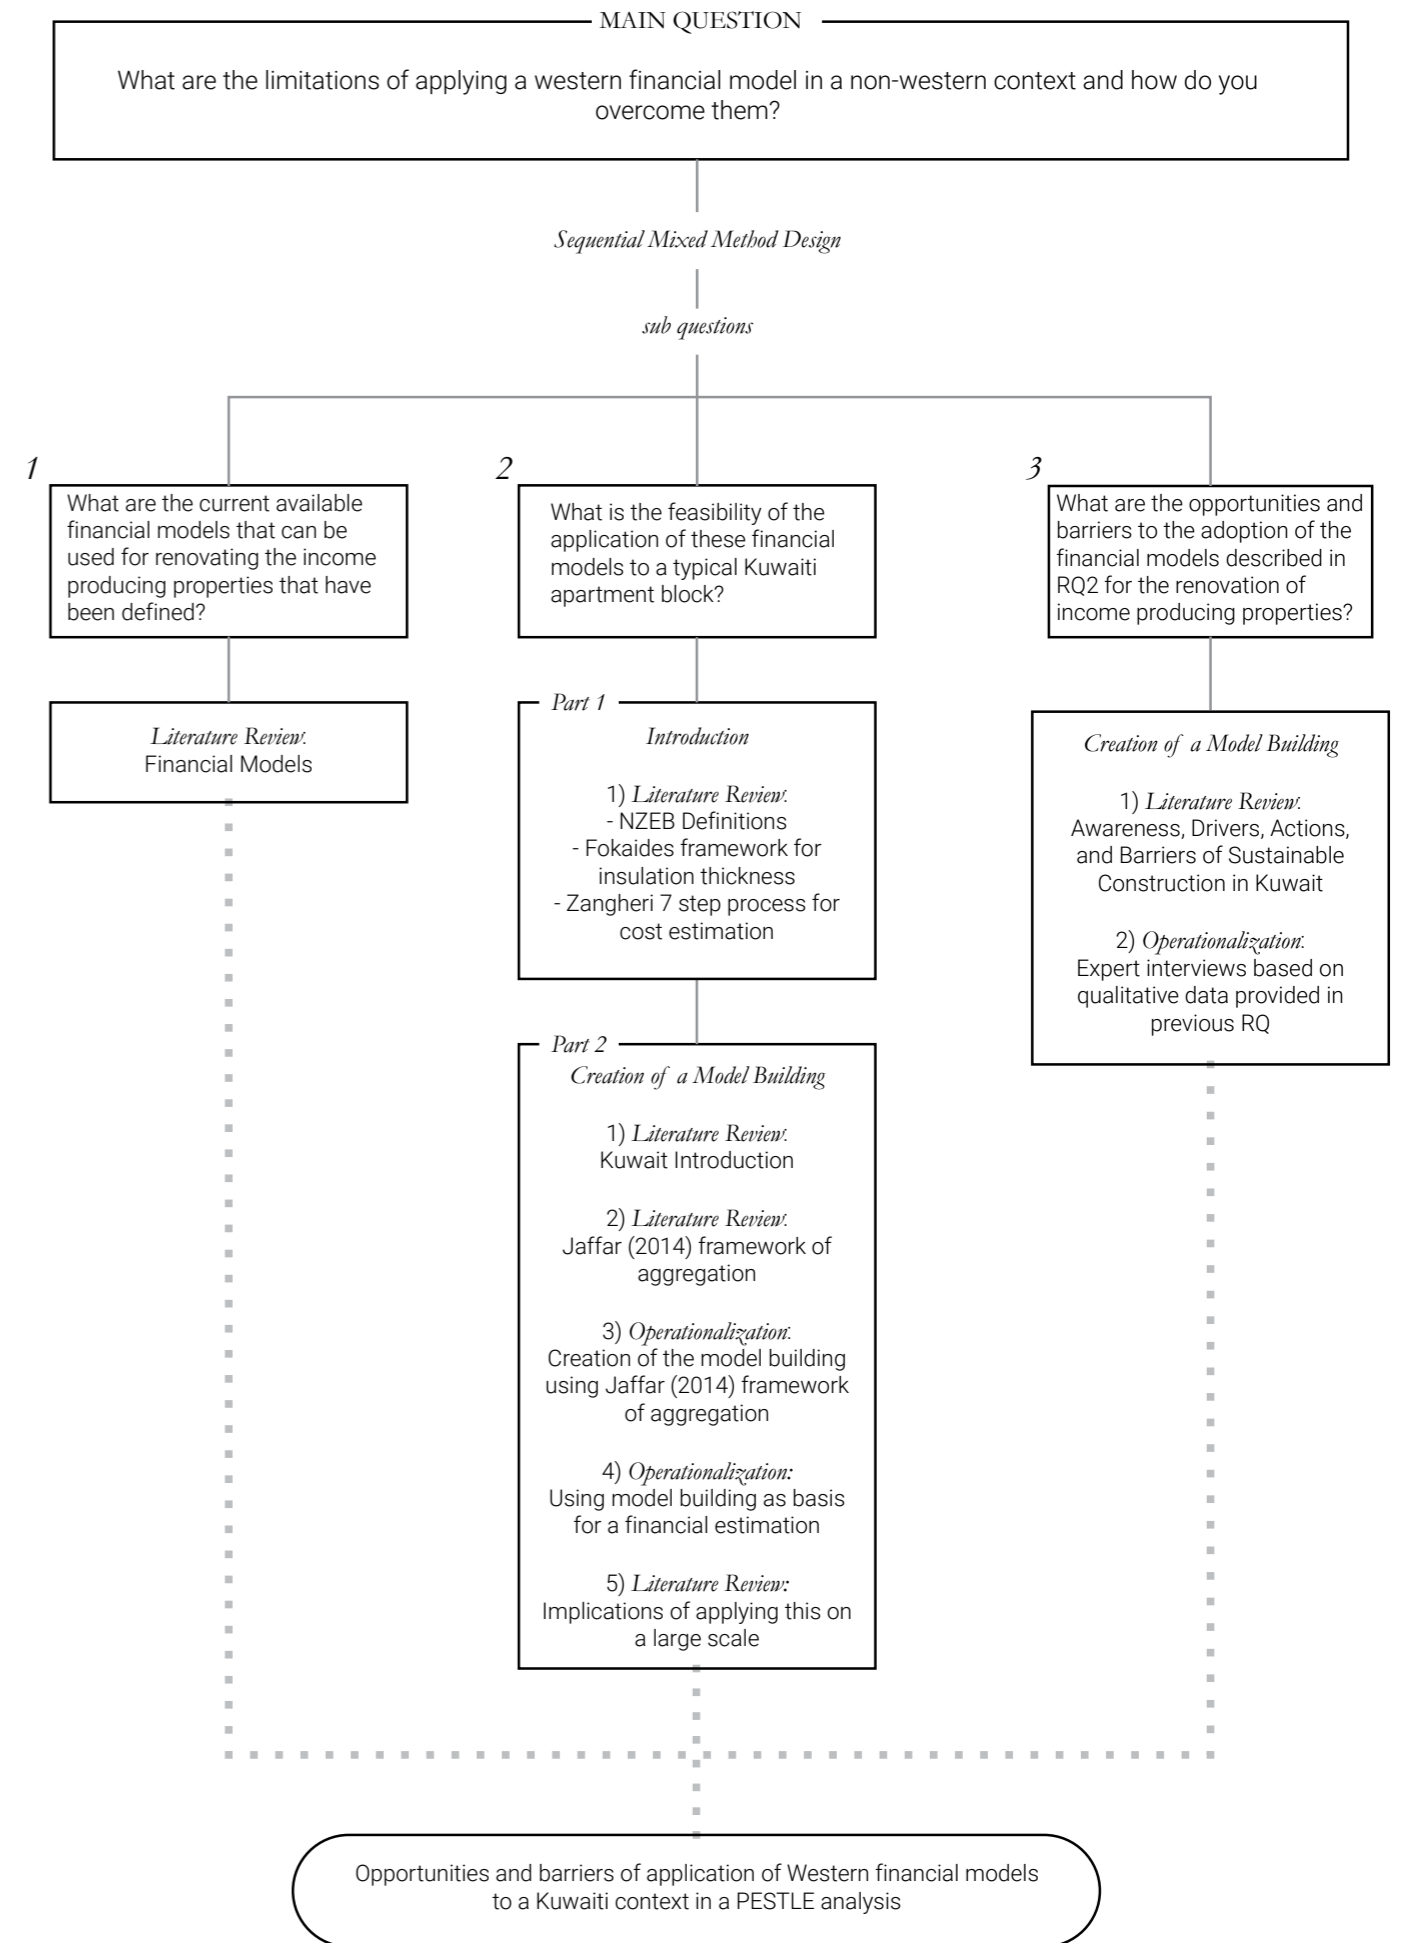 MAIN QUESTION
What are the limitations of applying a western financial model in a non-western context and how do you
overcome them?
Sequential Mixed Method Design
sub questions
1
What are the current available
financial models that can be
used for renovating the income
producing properties that have
been defined?
Literature Review:
Financial Models
2
What is the feasibility of the
application of these financial
models to a typical Kuwaiti
apartment block?
Part 1
Introduction
1) Literature Review:
- NZEB Definitions
- Fokaides framework for
insulation thickness
- Zangheri 7 step process for
cost estimation
Part 2
Creation of a Model Building
1) Literature Review:
Kuwait Introduction
2) Literature Review:
Jaffar (2014) framework of
aggregation
3) Operationalization:
Creation of the model building
using Jaffar (2014) framework
of aggregation
4) Operationalization:
Using model building as basis
for a financial estimation
5) Literature Review:
Implications of applying this on
a large scale
3
What are the opportunities and
barriers to the adoption of the
financial models described in
RQ2 for the renovation of
income producing properties?
Creation of a Model Building
1) Literature Review:
Awareness, Drivers, Actions,
and Barriers of Sustainable
Construction in Kuwait
2) Operationalization:
Expert interviews based on
qualitative data provided in
previous RQ
Opportunities and barriers of application of Western financial models
to a Kuwaiti context in a PESTLE analysis